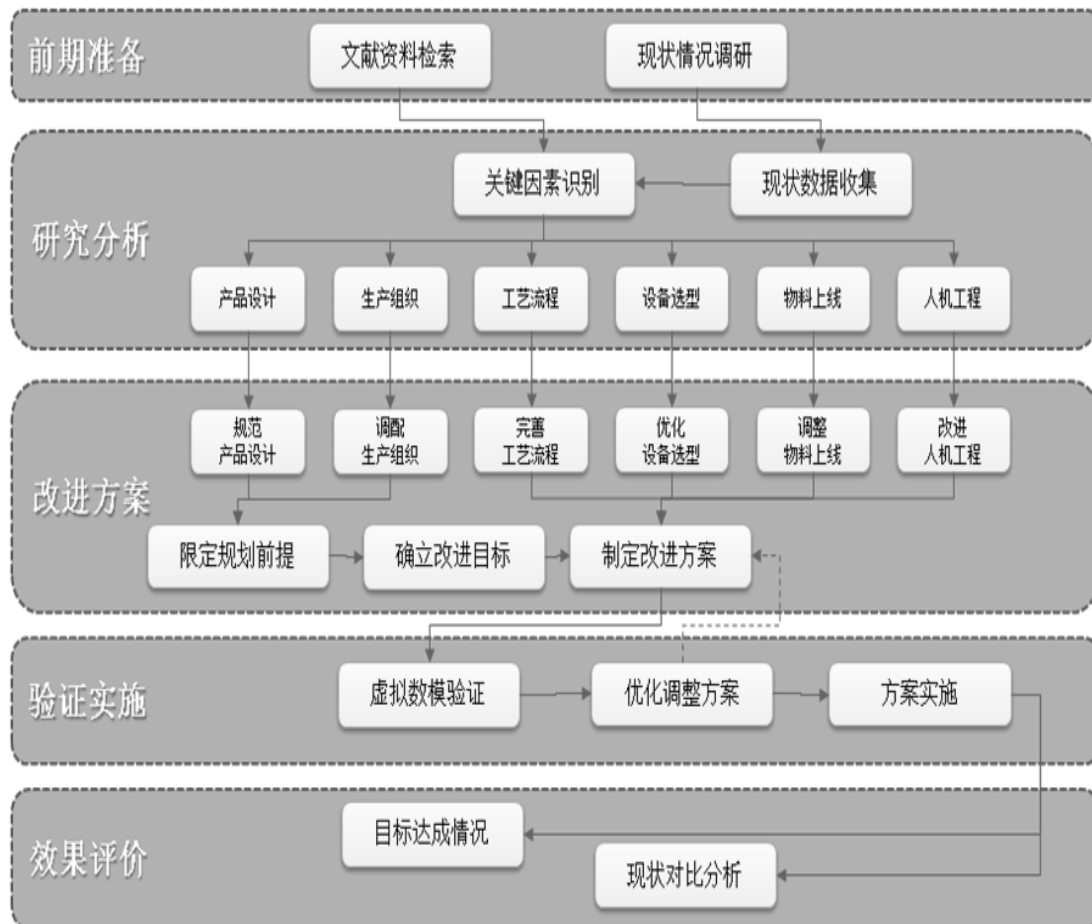 前期准备
文献资料检索
现状情况调研
研究分析
关键因素识别
现状数据收集
产品设计
生产组织
工艺流程
设备选型
物料上线
人机工程
改进方案
规范
产品设计
调配
生产组织
完善
工艺流程
优化
设备选型
调整
物料上线
改进
人机工程
限定规划前提
确立改进目标
制定改进方案
验证实施
虚拟数模验证
优化调整方案
方案实施
效果评价
目标达成情况
现状对比分析